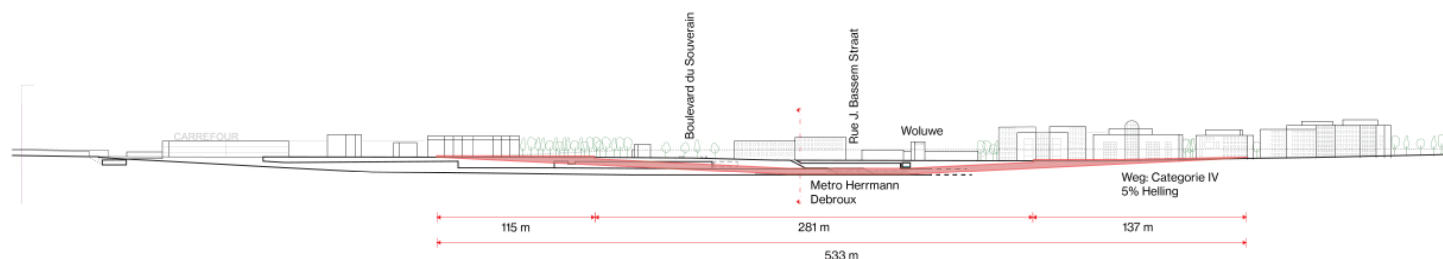 Boulevard du Souverain
Rue J. Bassem Straat
Woluwe
CARREFOUR
Metro Herrmann
Debroux
Weg: Categorie IV
5% Helling
115 m
281 m
137 m
533 m